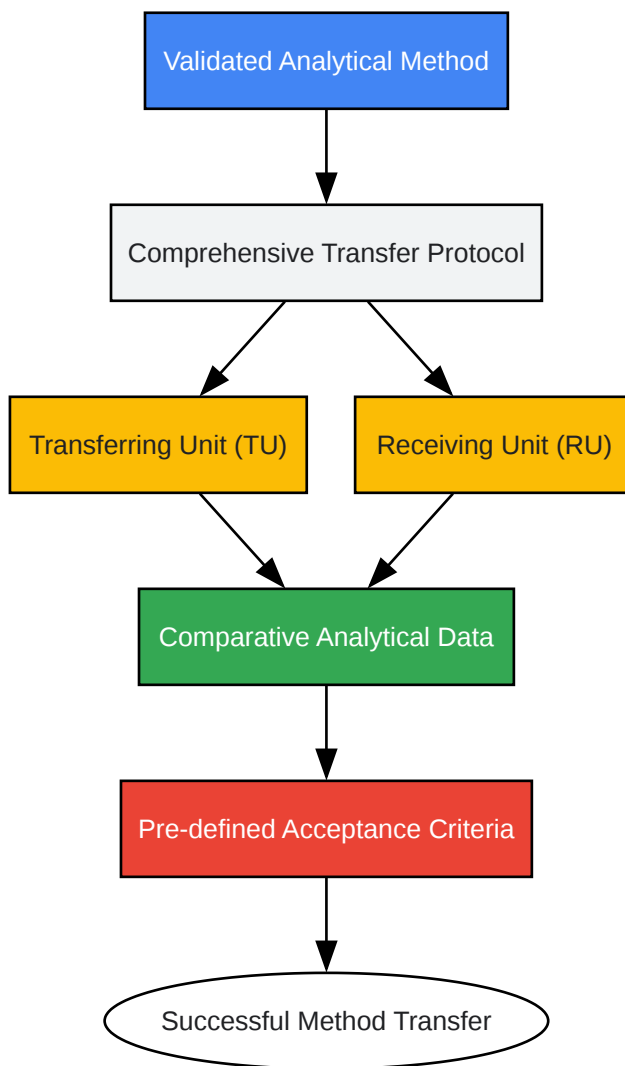 Validated Analytical Method
Comprehensive Transfer Protocol
Transferring Unit (TU)
Receiving Unit (RU)
Comparative Analytical Data
Pre-defined Acceptance Criteria
Successful Method Transfer